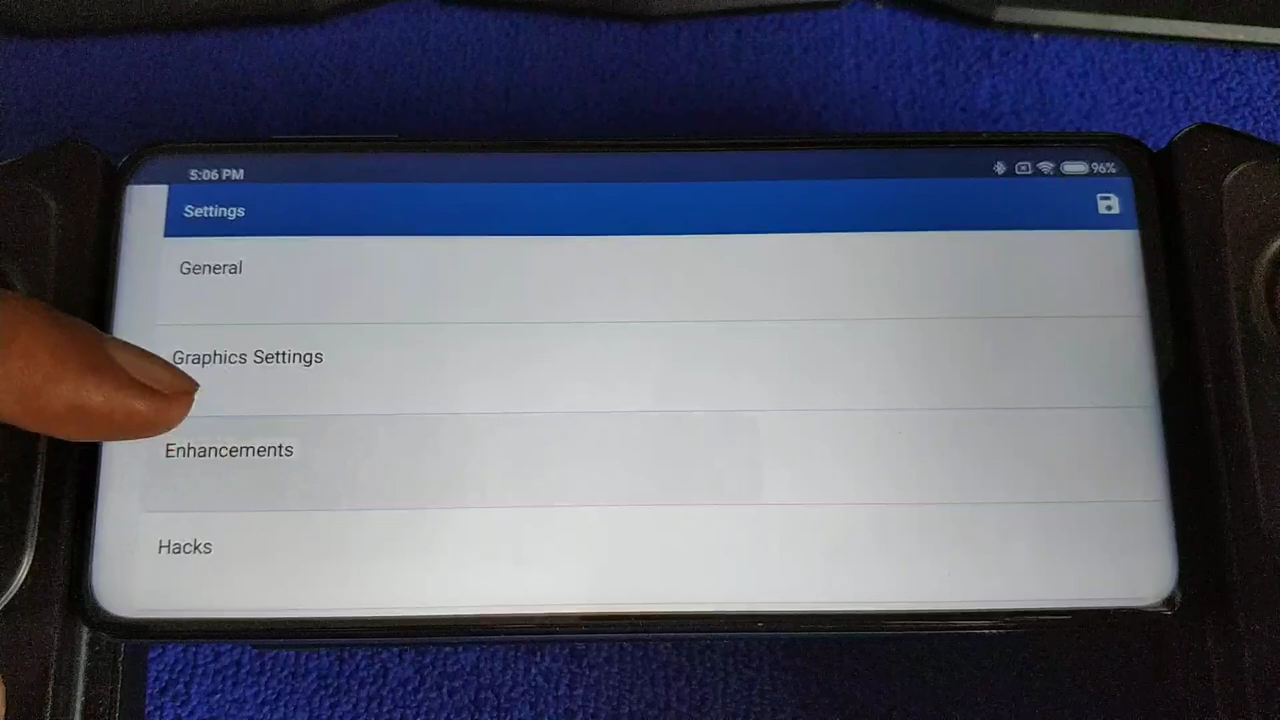 5:06 PM
96%
Settings
General
Graphics Settings
Enhancements
Hacks